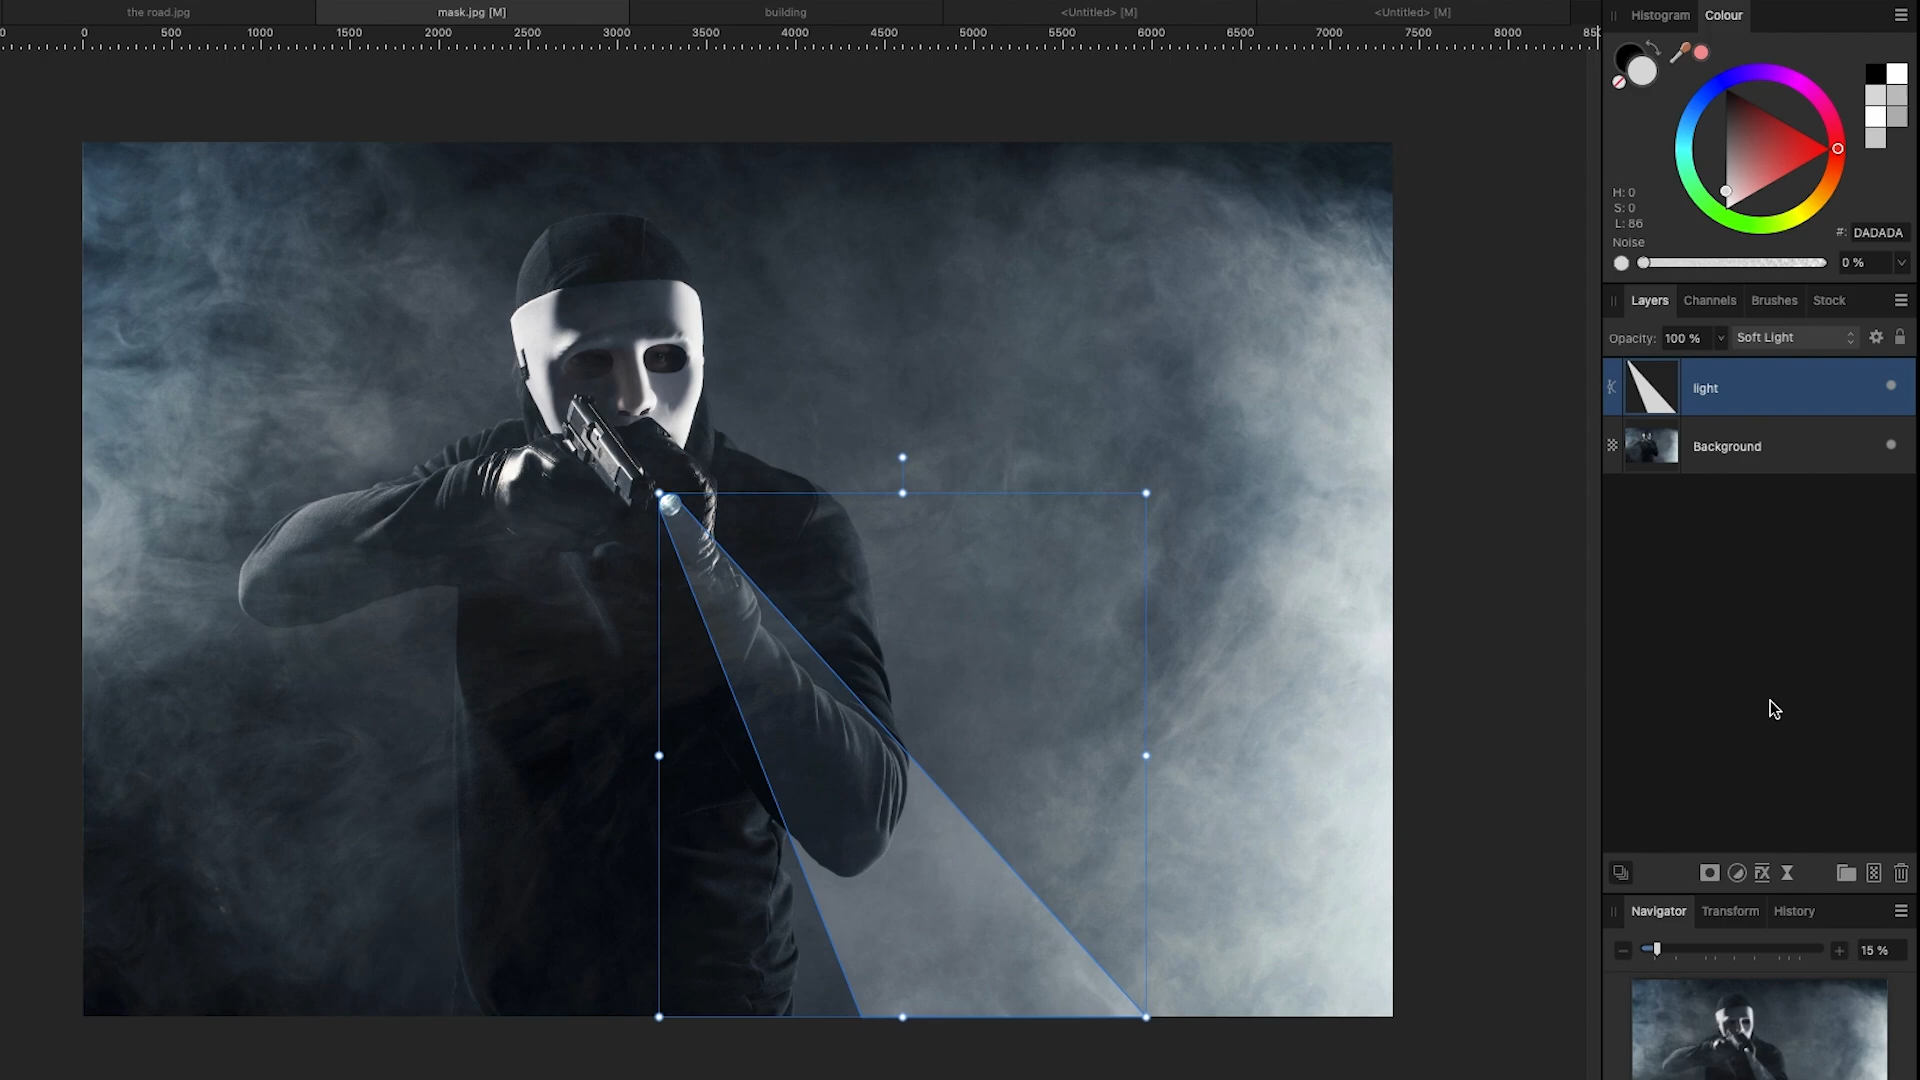 the road.jpg
mask.jpg [M]
building
<Untitled> [M]
<Untitled> [M]
0 0 500 1000 1500 2000 2500 3000 3500 4000 4500 5000 5500 6000 6500 7000 7500 8000
Histogram Colour
H: 0
S: 0
L: 86
#: DADADA
Noise
0 %
Layers Channels Brushes Stock
Opacity: 100 % Soft Light
light
Background
FX
Navigator Transform History
15 %